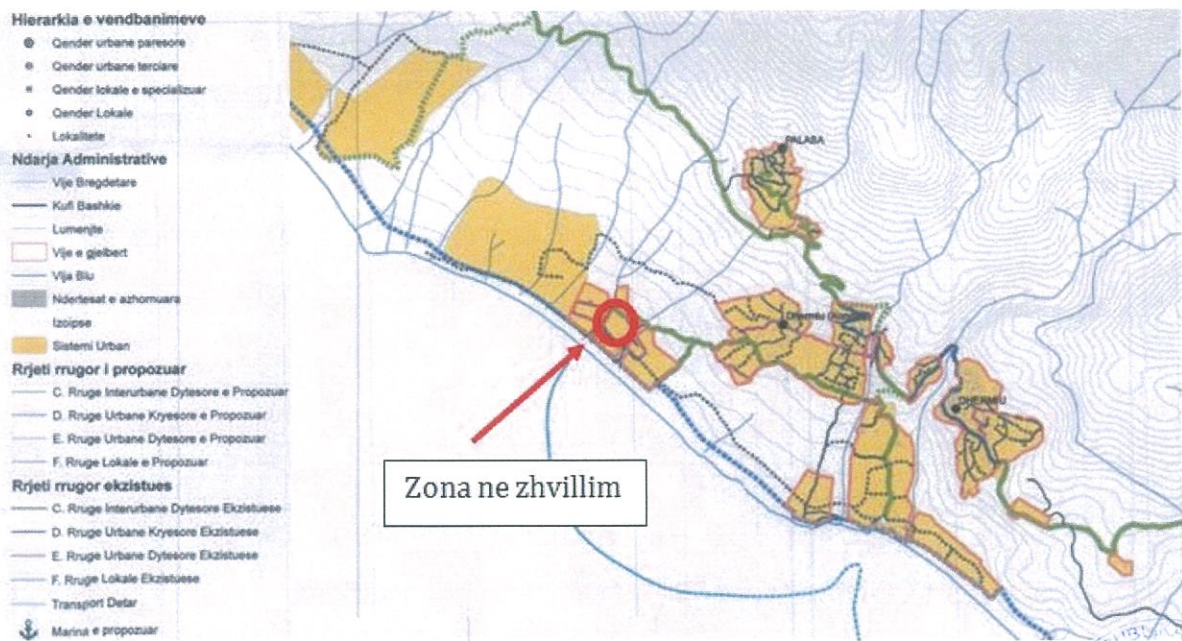 Hierarkia e vendbanimeve
Qender urbane paresore
Qender urbane terciare
Qender lokale e specializuar
Qender Lokale
Lokalitete
Ndarja Administrative
Vije Bregdetare
Kufi Bashkie
Lumenjte
Vije e gjelbert
Vija Blu
Ndertesat e azhornuara
Izoipse
Sistemi Urban
Rrjeti rrugor i propozuar
C. Rruge Interurbane Dytesore e Propozuar
D. Rruge Urbane Kryesore e Propozuar
E. Rruge Urbane Dytesore e Propozuar
F. Rruge Lokale e Propozuar
Rrjeti rrugor ekzistues
C. Rruge Interurbane Dytesore Ekzistuese
D. Rruge Urbane Kryesore Ekzistuese
E. Rruge Urbane Dytesore Ekzistuese
F. Rruge Lokale Ekzistuese
Transport Detar
Marina e propozuar
PALASA
Dhermiu
DHERMIU
Zona ne zhvillim